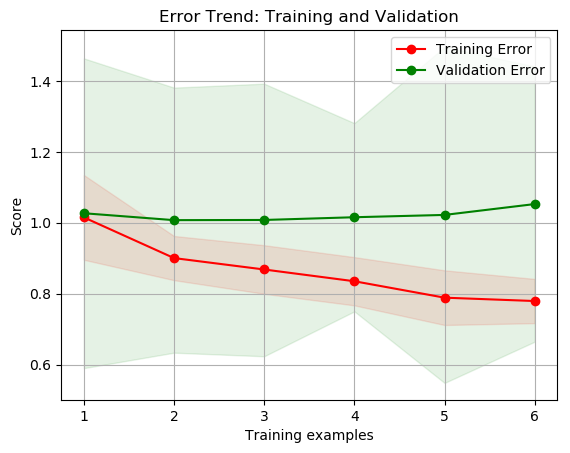 Error Trend: Training and Validation
Training Error
Validation Error
Score
1.4
1.2
1.0
0.8
0.6
1 2 3 4 5 6
Training examples